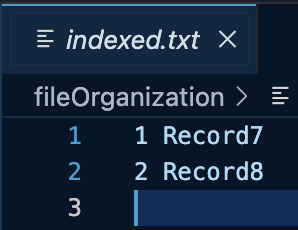 indexed.txt
fileOrganization
1 1 Record7
2 2 Record8
3